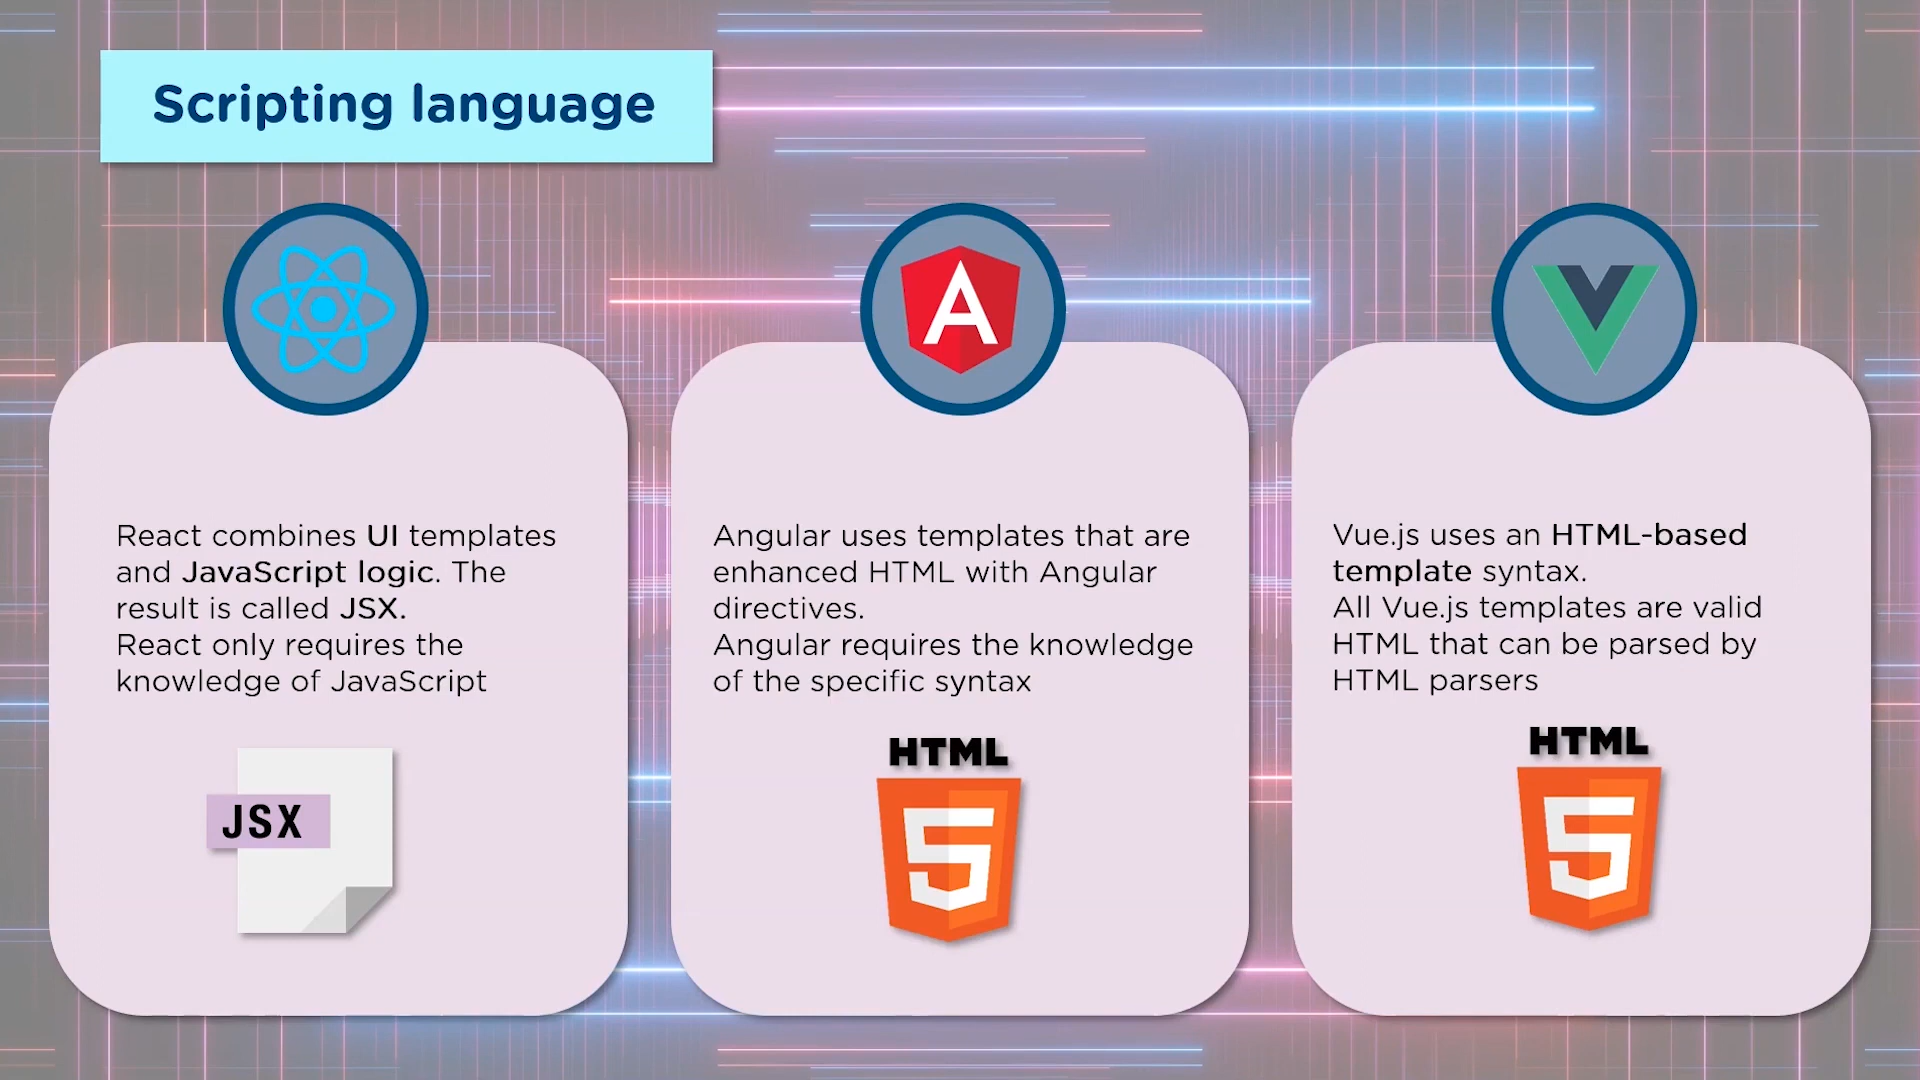 Scripting language
React combines UI templates
and JavaScript logic. The
result is called JSX.
React only requires the
knowledge of JavaScript
JSX
Angular uses templates that are
enhanced HTML with Angular
directives.
Angular requires the knowledge
of the specific syntax
HTML
5
Vue.js uses an HTML-based
template syntax.
All Vue.js templates are valid
HTML that can be parsed by
HTML parsers
HTML
5